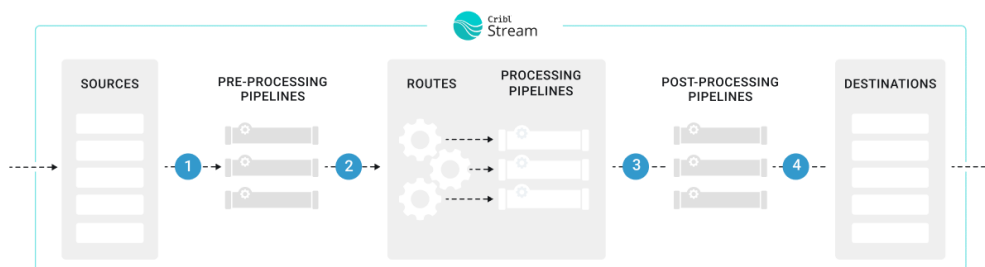 Cribl
Stream
SOURCES
PRE-PROCESSING
PIPELINES
ROUTES
PROCESSING
PIPELINES
POST-PROCESSING
PIPELINES
DESTINATIONS
1
2
3
4